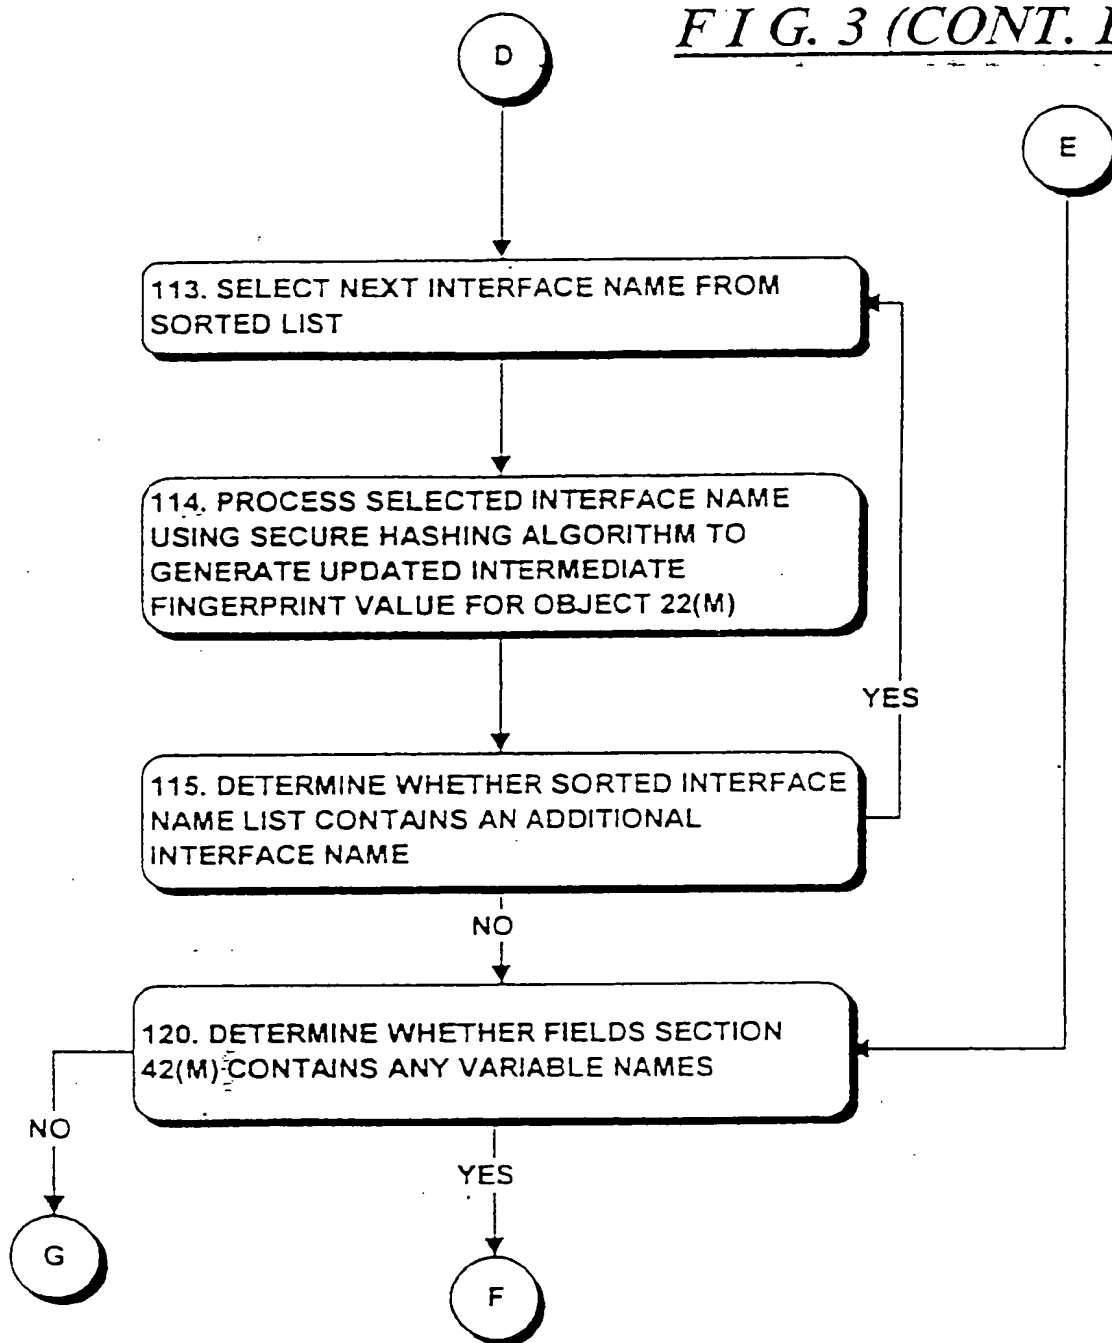 F I G. 3 (CONT.
D
E
113. SELECT NEXT INTERFACE NAME FROM
SORTED LIST
114. PROCESS SELECTED INTERFACE NAME
USING SECURE HASHING ALGORITHM TO
GENERATE UPDATED INTERMEDIATE
FINGERPRINT VALUE FOR OBJECT 22(M)
YES
115. DETERMINE WHETHER SORTED INTERFACE
NAME LIST CONTAINS AN ADDITIONAL
INTERFACE NAME
NO
120. DETERMINE WHETHER FIELDS SECTION
42(M) CONTAINS ANY VARIABLE NAMES
NO
YES
G
F